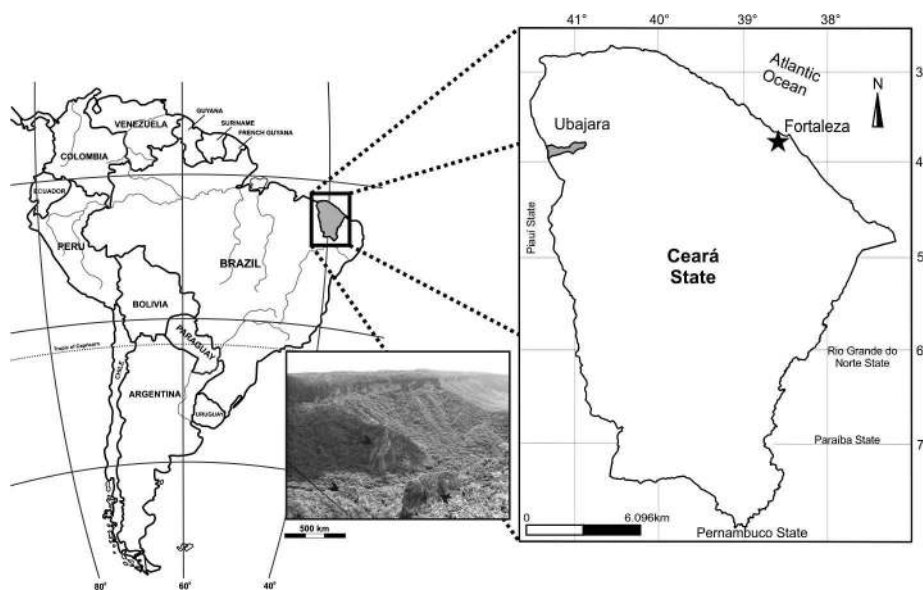 GUYANA
VENEZUELA
SURINAME
FRENCH GUYANA
COLOMBIA
ECUADOR
PERU
BRAZIL
BOLIVIA
PARAGUAY
Tropic of Capricorn
CHILE
ARGENTINA
URUGUAY
500 km
80°
60°
40°
41°
40°
39°
38°
Atlantic
Ocean
N
3
Ubajara
Fortaleza
4
Piauí State
Ceará
State
5
6
Rio Grande do
Norte State
Paraíba State
7
0
6.096km
Pernambuco State